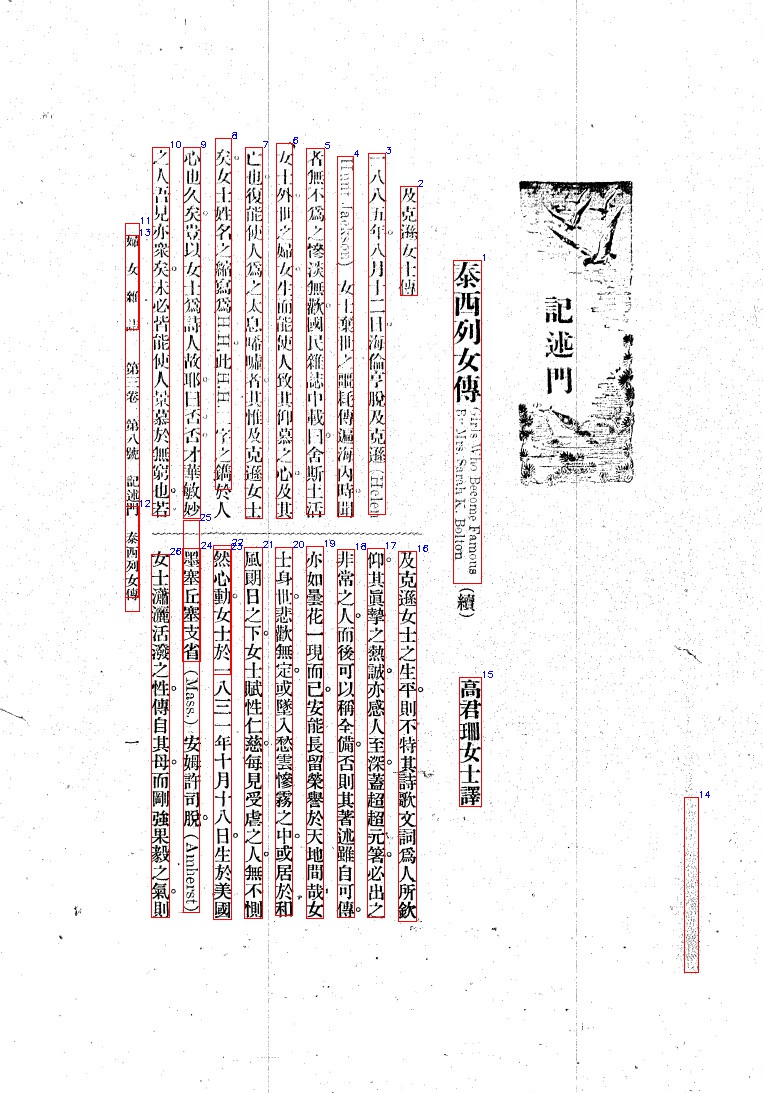 記述門
泰西列女傳 Girls Who Become Famous By Mrs. Sarah K. Bolton (續)
高君珊女士譯
及克遜女士傳
一八八五年八月十二日海倫亨脫及克遜(Helen
Hunt Jackson)女士棄世之噩耗傳遍海內時聞
者無不爲之慘淡無歡國民雜誌中載曰舍斯土活
女士外世之婦女生而能使人致其仰慕之心及其
亡也復能使人爲之太息唏嘘者其惟及克遜女士
矣女士姓名之縮寫爲HH此HH二字之鐫於人
心也久矣豈以女士爲詩人故耶曰否否才華敏妙
之人吾見亦衆矣未必皆能使人景慕於無窮也若
及克遜女士之生平則不特其詩歌文詞爲人所欽
仰其眞摯之熱誠亦感人至深蓋超超元箸必出之
非常之人而後可以稱全備否則其著述雖自可傳
亦如曇花一現而已安能長留榮譽於天地間哉女
士身世悲歡無定或墜入愁雲慘霧之中或居於和
風朗日之下女士賦性仁慈每見受虐之人無不惻
然心動女士於一八三一年十月十八日生於美國
墨塞丘塞支省(Mass.)安姆許司脫(Amherst)
女士瀟灑活潑之性傳自其母而剛強果毅之氣則
婦女雜誌 第三卷 第八號 記述門 泰西列女傳 一